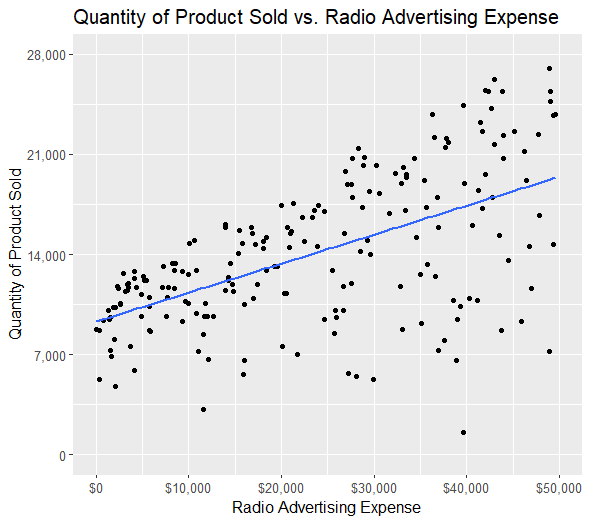 Quantity of Product Sold vs. Radio Advertising Expense
28,000
21,000
14,000
7,000
0
Quantity of Product Sold
$0 $10,000 $20,000 $30,000 $40,000 $50,000
Radio Advertising Expense